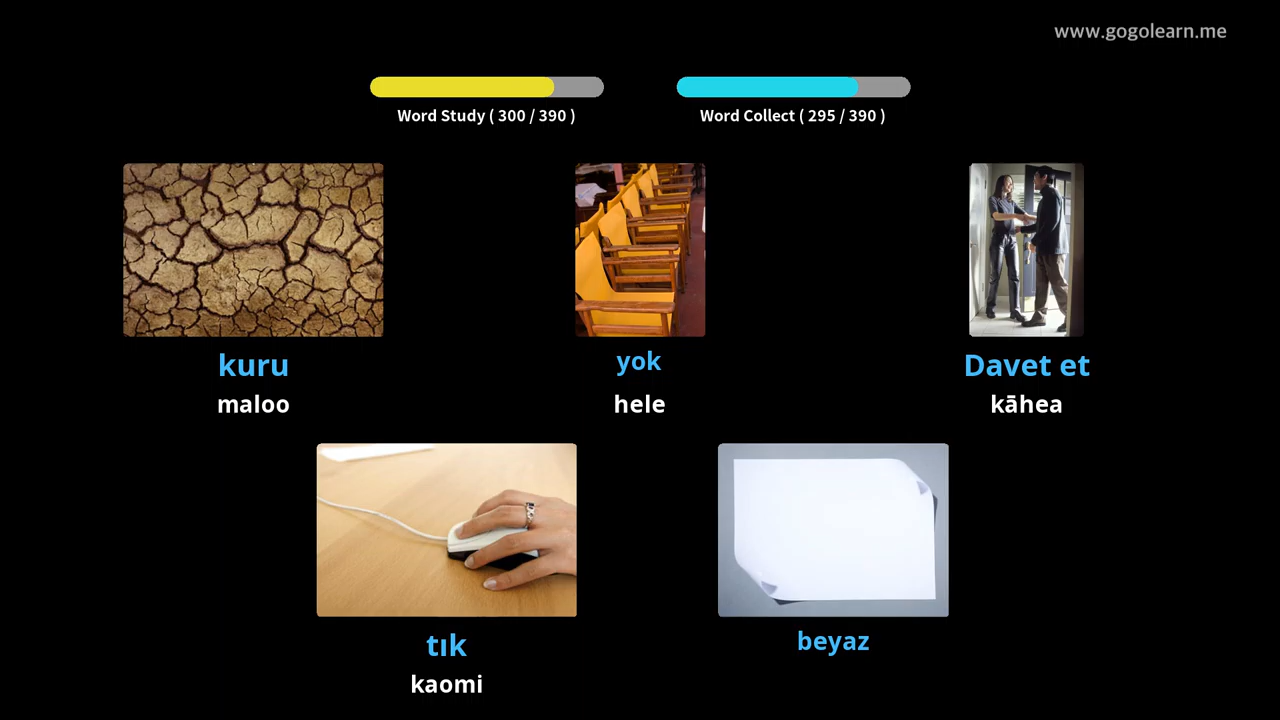 www.gogolearn.me
Word Study ( 300 / 390 )
Word Collect ( 295 / 390 )
kuru
maloo
yok
hele
Davet et
kāhea
tık
kaomi
beyaz